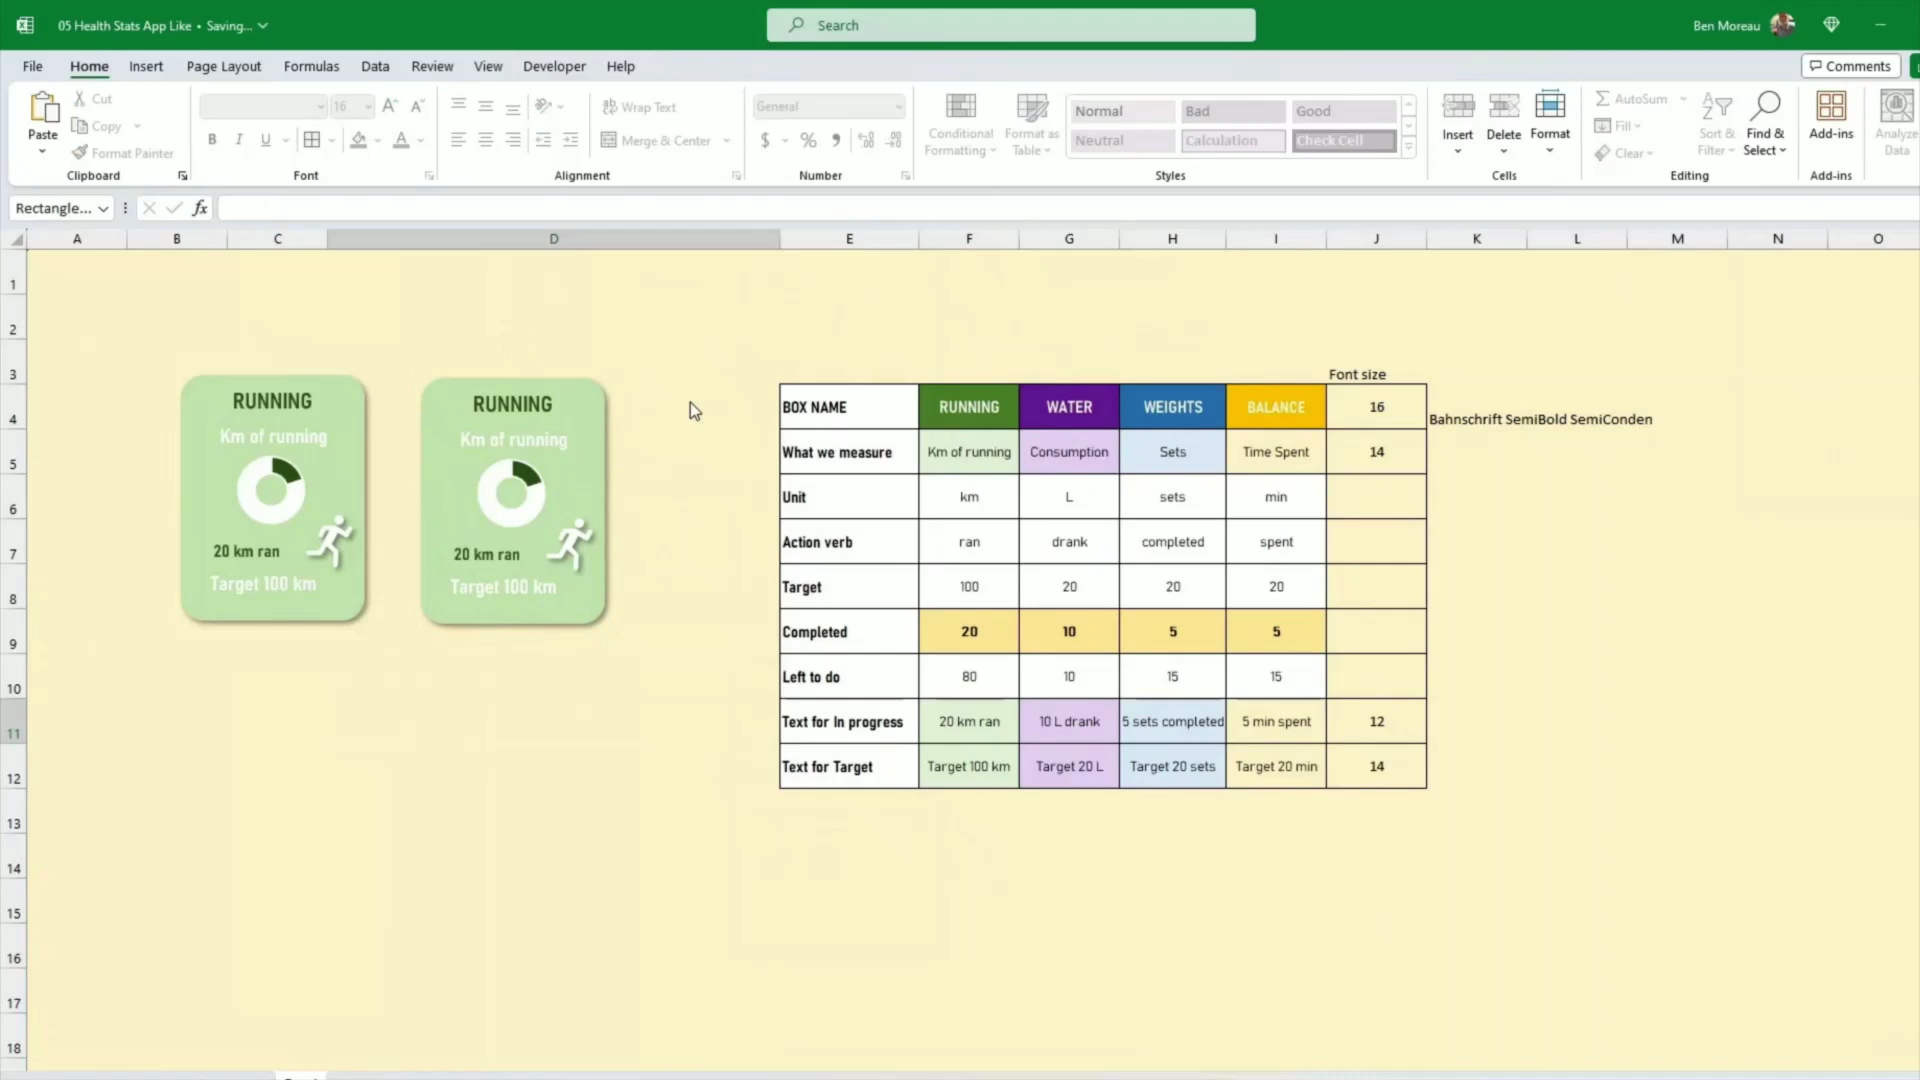 05 Health Stats App Like • Saving...
Search
Ben Moreau
File Home Insert Page Layout Formulas Data Review View Developer Help
Comments
Paste
Cut
Copy
Format Painter
Clipboard
16
B I U
Font
Wrap Text
Merge & Center
Alignment
General
$ % 9
Number
Conditional Formatting
Format as Table
Normal Bad Good
Neutral Calculation Check Cell
Styles
Insert Delete Format
Cells
AutoSum
Fill
Clear
Sort & Filter
Find & Select
Editing
Add-ins
Add-ins
Analyze Data
Rectangle...
fx
A B C D E F G H I J K L M N O
1
2
3
4
5
6
7
8
9
10
11
12
13
14
15
16
17
18
RUNNING
Km of running
20 km ran
Target 100 km
RUNNING
Km of running
20 km ran
Target 100 km
Font size
BOX NAME RUNNING WATER WEIGHTS BALANCE 16
Bahnschrift SemiBold SemiConden
What we measure Km of running Consumption Sets Time Spent 14
Unit km L sets min
Action verb ran drank completed spent
Target 100 20 20 20
Completed 20 10 5 5
Left to do 80 10 15 15
Text for In progress 20 km ran 10 L drank 5 sets completed 5 min spent 12
Text for Target Target 100 km Target 20 L Target 20 sets Target 20 min 14